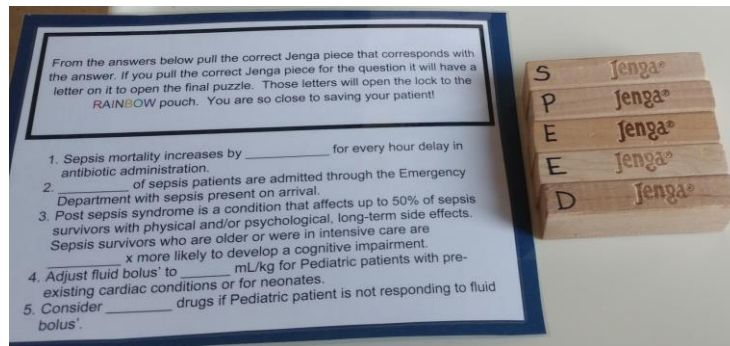 From the answers below pull the correct Jenga piece that corresponds with
the answer. If you pull the correct Jenga piece for the question it will have a
letter on it to open the final puzzle. Those letters will open the lock to the
RAINBOW pouch. You are so close to saving your patient!
1. Sepsis mortality increases by __________ for every hour delay in
antibiotic administration.
2. __________ of sepsis patients are admitted through the Emergency
Department with sepsis present on arrival.
3. Post sepsis syndrome is a condition that affects up to 50% of sepsis
survivors with physical and/or psychological, long-term side effects.
Sepsis survivors who are older or were in intensive care are
__________ x more likely to develop a cognitive impairment.
4. Adjust fluid bolus' to _______ mL/kg for Pediatric patients with pre-
existing cardiac conditions or for neonates.
5. Consider _________ drugs if Pediatric patient is not responding to fluid
bolus'.
S Jenga®
P Jenga®
E Jenga®
E Jenga®
D Jenga®